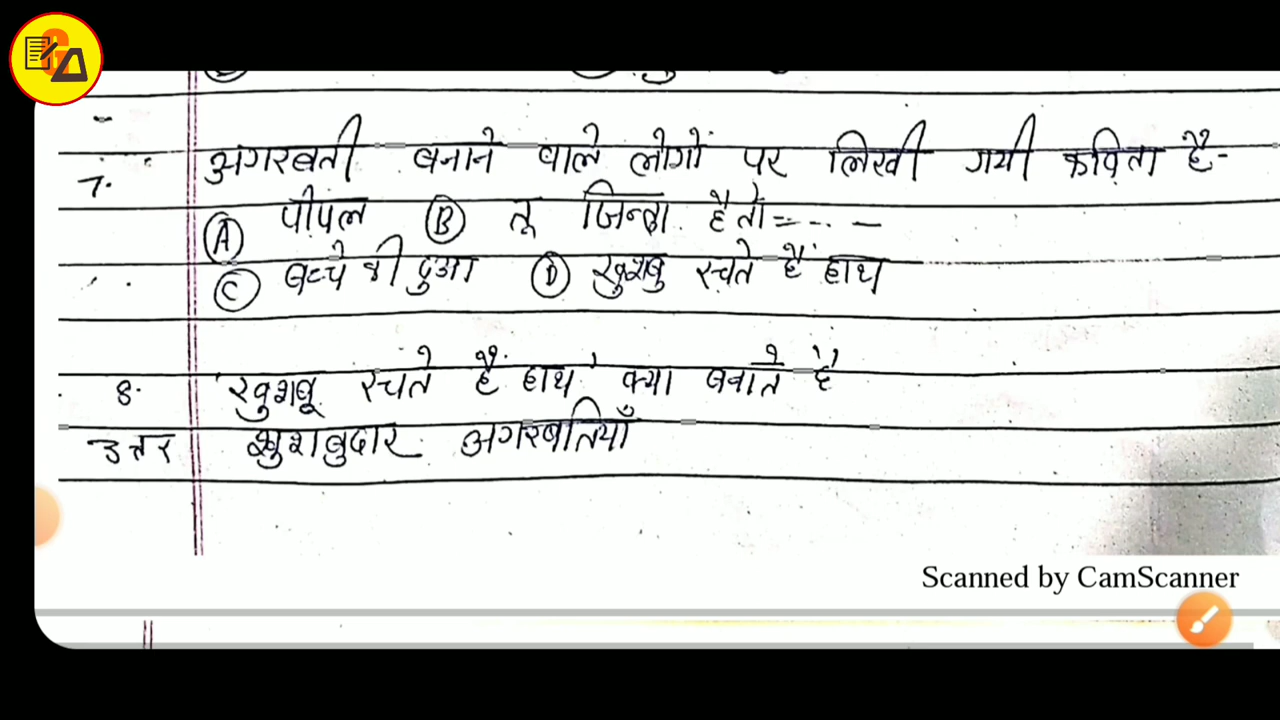 7. अगरबती बनाने वाले लोगों पर लिखी गयी कविता है-
(A) पीपल (B) तू जिन्दा है तो
(C) बच्चे की दुआ (D) खुशबु रचते हैं हाथ
8. 'खुशबू रचते हैं हाथ' क्या बनाते हैं
उत्तर खुशबुदार अगरबतियाँ
Scanned by CamScanner